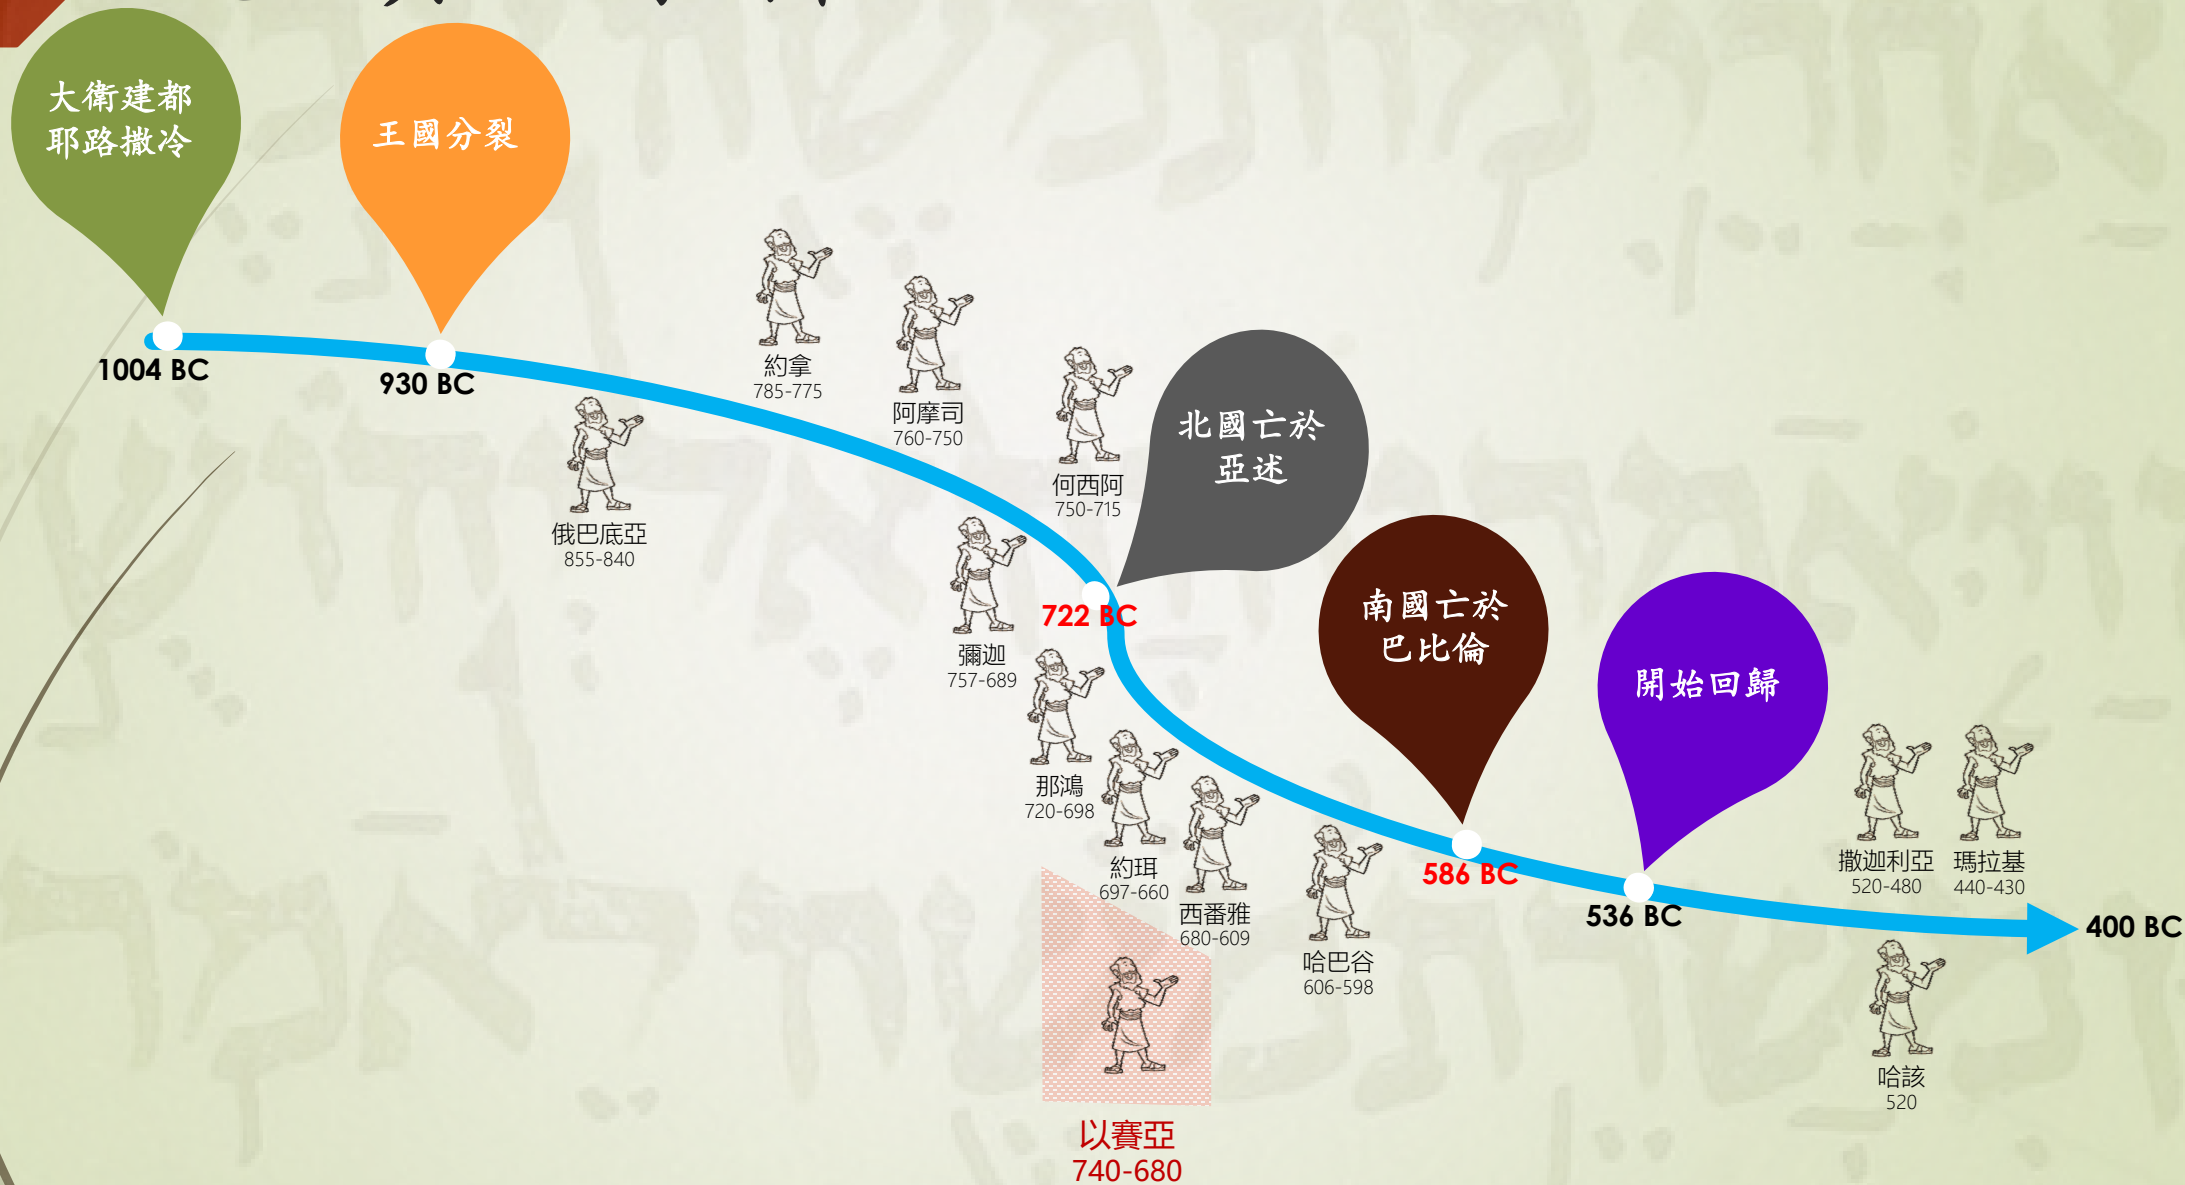 大衛建都
耶路撒冷
王國分裂
1004 BC
930 BC
約拿
785-775
阿摩司
760-750
何西阿
750-715
北國亡於
亞述
俄巴底亞
855-840
722 BC
彌迦
757-689
南國亡於
巴比倫
開始回歸
那鴻
720-698
約珥
697-660
西番雅
680-609
哈巴谷
606-598
586 BC
536 BC
撒迦利亞
520-480
瑪拉基
440-430
400 BC
哈該
520
以賽亞
740-680